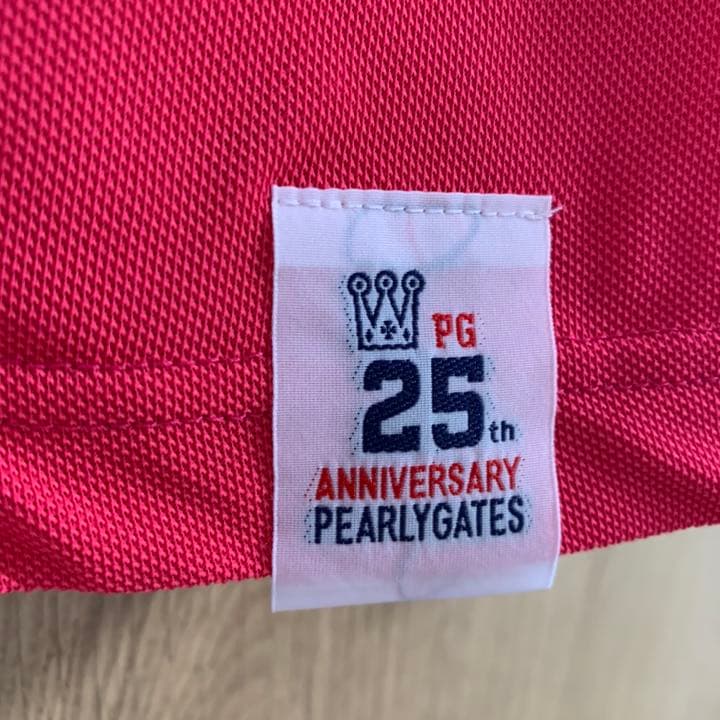 PG
25th
ANNIVERSARY
PEARLYGATES